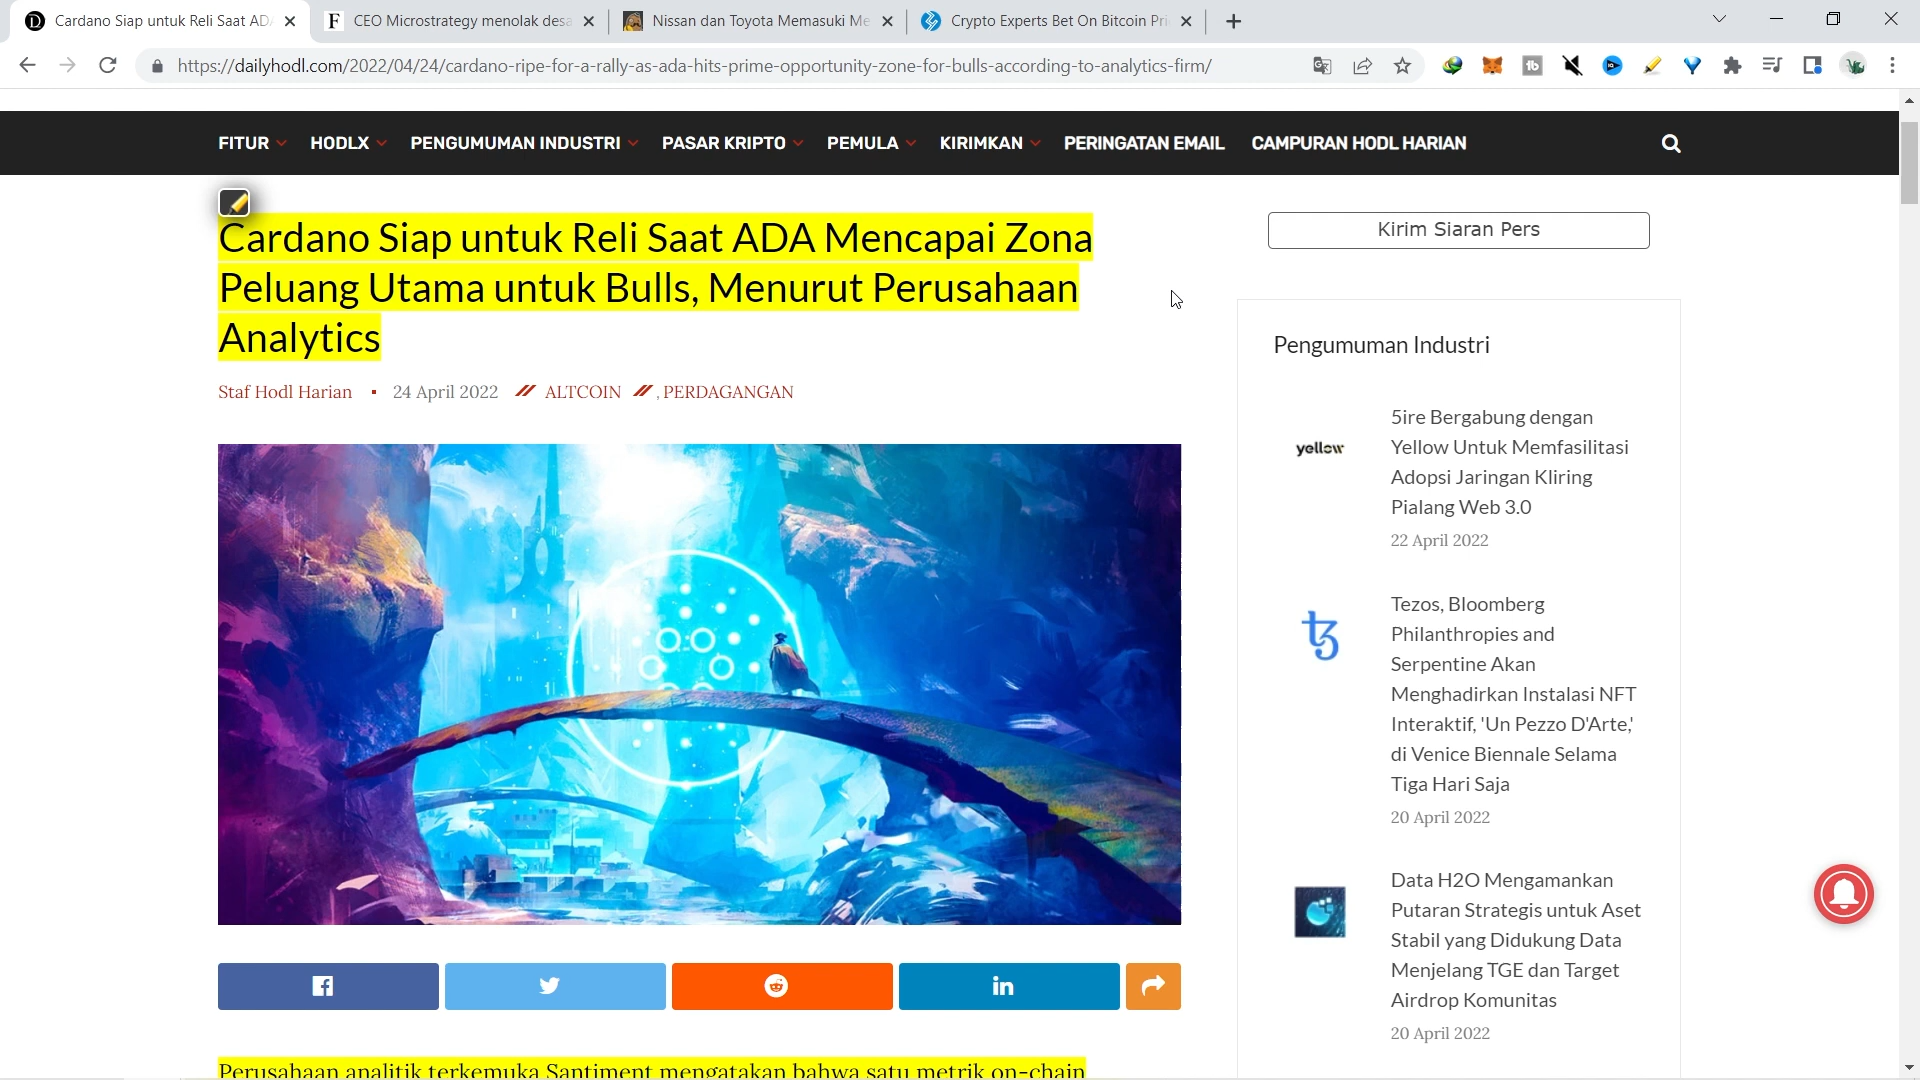 Cardano Siap untuk Reli Saat ADA
CEO Microstrategy menolak desa
Nissan dan Toyota Memasuki Me
Crypto Experts Bet On Bitcoin Pri
https://dailyhodl.com/2022/04/24/cardano-ripe-for-a-rally-as-ada-hits-prime-opportunity-zone-for-bulls-according-to-analytics-firm/
FITUR HODLX PENGUMUMAN INDUSTRI PASAR KRIPTO PEMULA KIRIMKAN PERINGATAN EMAIL CAMPURAN HODL HARIAN
Cardano Siap untuk Reli Saat ADA Mencapai Zona
Peluang Utama untuk Bulls, Menurut Perusahaan
Analytics
Staf Hodl Harian ▪ 24 April 2022 ALTCOIN , PERDAGANGAN
Perusahaan analitik terkemuka Santiment mengatakan bahwa satu metrik on-chain
Kirim Siaran Pers
Pengumuman Industri
yellow
5ire Bergabung dengan
Yellow Untuk Memfasilitasi
Adopsi Jaringan Kliring
Pialang Web 3.0
22 April 2022
Tezos, Bloomberg
Philanthropies and
Serpentine Akan
Menghadirkan Instalasi NFT
Interaktif, 'Un Pezzo D'Arte,'
di Venice Biennale Selama
Tiga Hari Saja
20 April 2022
Data H2O Mengamankan
Putaran Strategis untuk Aset
Stabil yang Didukung Data
Menjelang TGE dan Target
Airdrop Komunitas
20 April 2022